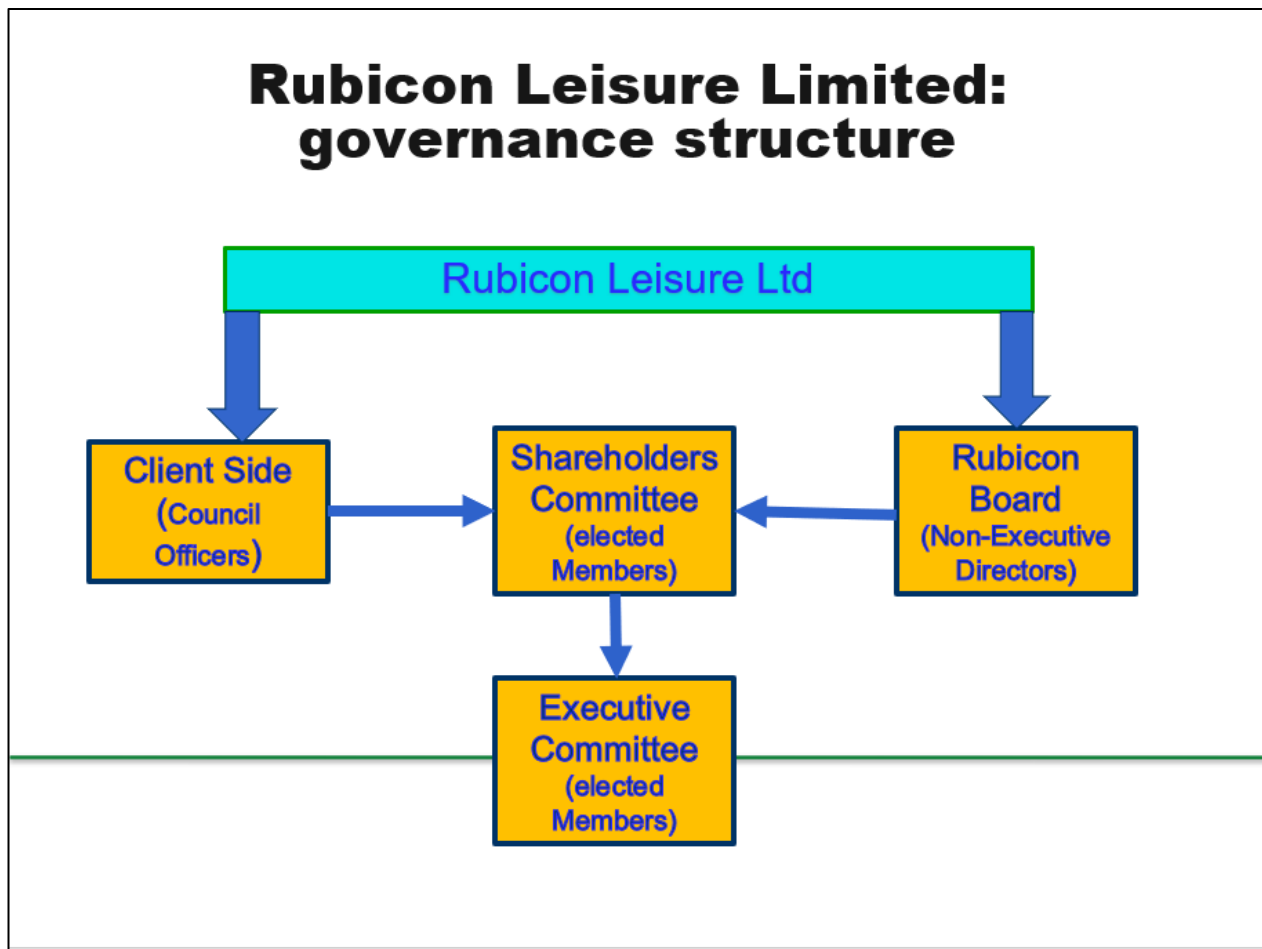 Rubicon Leisure Limited:
governance structure
Rubicon Leisure Ltd
Client Side
(Council
Officers)
Shareholders
Committee
(elected
Members)
Rubicon
Board
(Non-Executive
Directors)
Executive
Committee
(elected
Members)